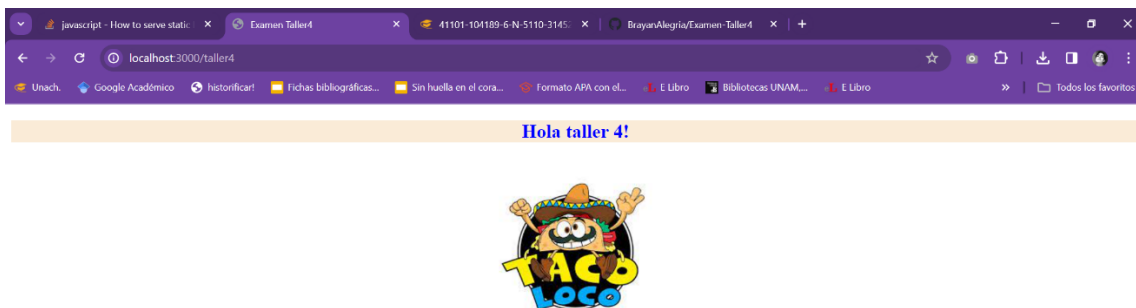 javascript - How to serve static
Examen Taller4
41101-104189-6-N-5110-3145
BrayanAlegria/Examen-Taller4
localhost:3000/taller4
Unach.
Google Académico
historificar!
Fichas bibliográficas...
Sin huella en el cora...
Formato APA con el...
E Libro
Bibliotecas UNAM,...
E Libro
Todos los favoritos
Hola taller 4!
TACO
LOCO